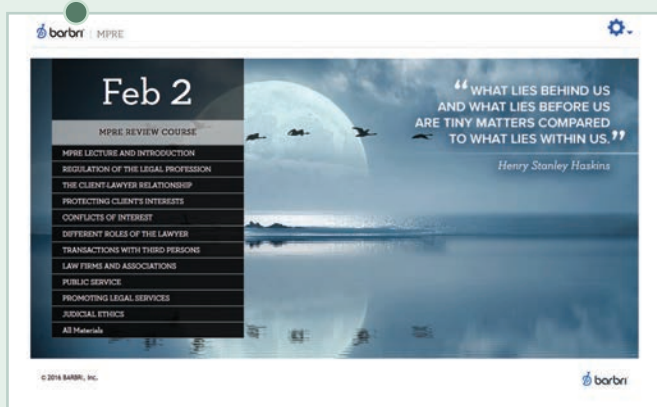 barbri MPRE
Feb 2
MPRE REVIEW COURSE
MPRE LECTURE AND INTRODUCTION
REGULATION OF THE LEGAL PROFESSION
THE CLIENT-LAWYER RELATIONSHIP
PROTECTING CLIENT'S INTERESTS
CONFLICTS OF INTEREST
DIFFERENT ROLES OF THE LAWYER
TRANSACTIONS WITH THIRD PERSONS
LAW FIRMS AND ASSOCIATIONS
PUBLIC SERVICE
PROMOTING LEGAL SERVICES
JUDICIAL ETHICS
All Materials
“WHAT LIES BEHIND US
AND WHAT LIES BEFORE US
ARE TINY MATTERS COMPARED
TO WHAT LIES WITHIN US.”
Henry Stanley Haskins
© 2016 BARBRI, Inc.
barbri